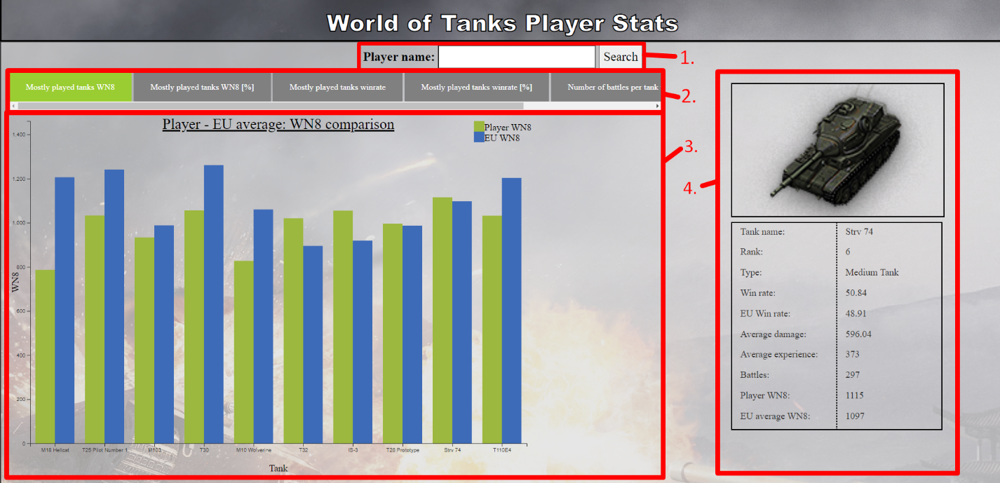 World of Tanks Player Stats
Player name:
Search
1.
Mostly played tanks WN8
Mostly played tanks WN8 [%]
Mostly played tanks winrate
Mostly played tanks winrate [%]
Number of battles per tank
2.
Player - EU average: WN8 comparison
Player WN8
EU WN8
3.
1,400
1,200
1,000
800
600
400
200
0
WN8
M18 Hellcat
T25 Pilot Number 1
M103
T30
M10 Wolverine
T32
IS-3
T28 Prototype
Strv 74
T110E4
Tank
4.
Tank name: Strv 74
Rank: 6
Type: Medium Tank
Win rate: 50.84
EU Win rate: 48.91
Average damage: 596.04
Average experience: 373
Battles: 297
Player WN8: 1115
EU average WN8: 1097